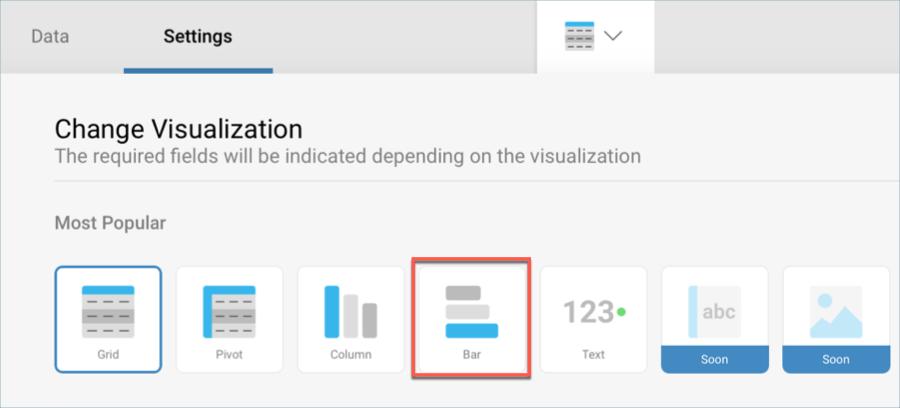 Data
Settings
Change Visualization
The required fields will be indicated depending on the visualization
Most Popular
Grid
Pivot
Column
Bar
123
Text
abc
Soon
Soon